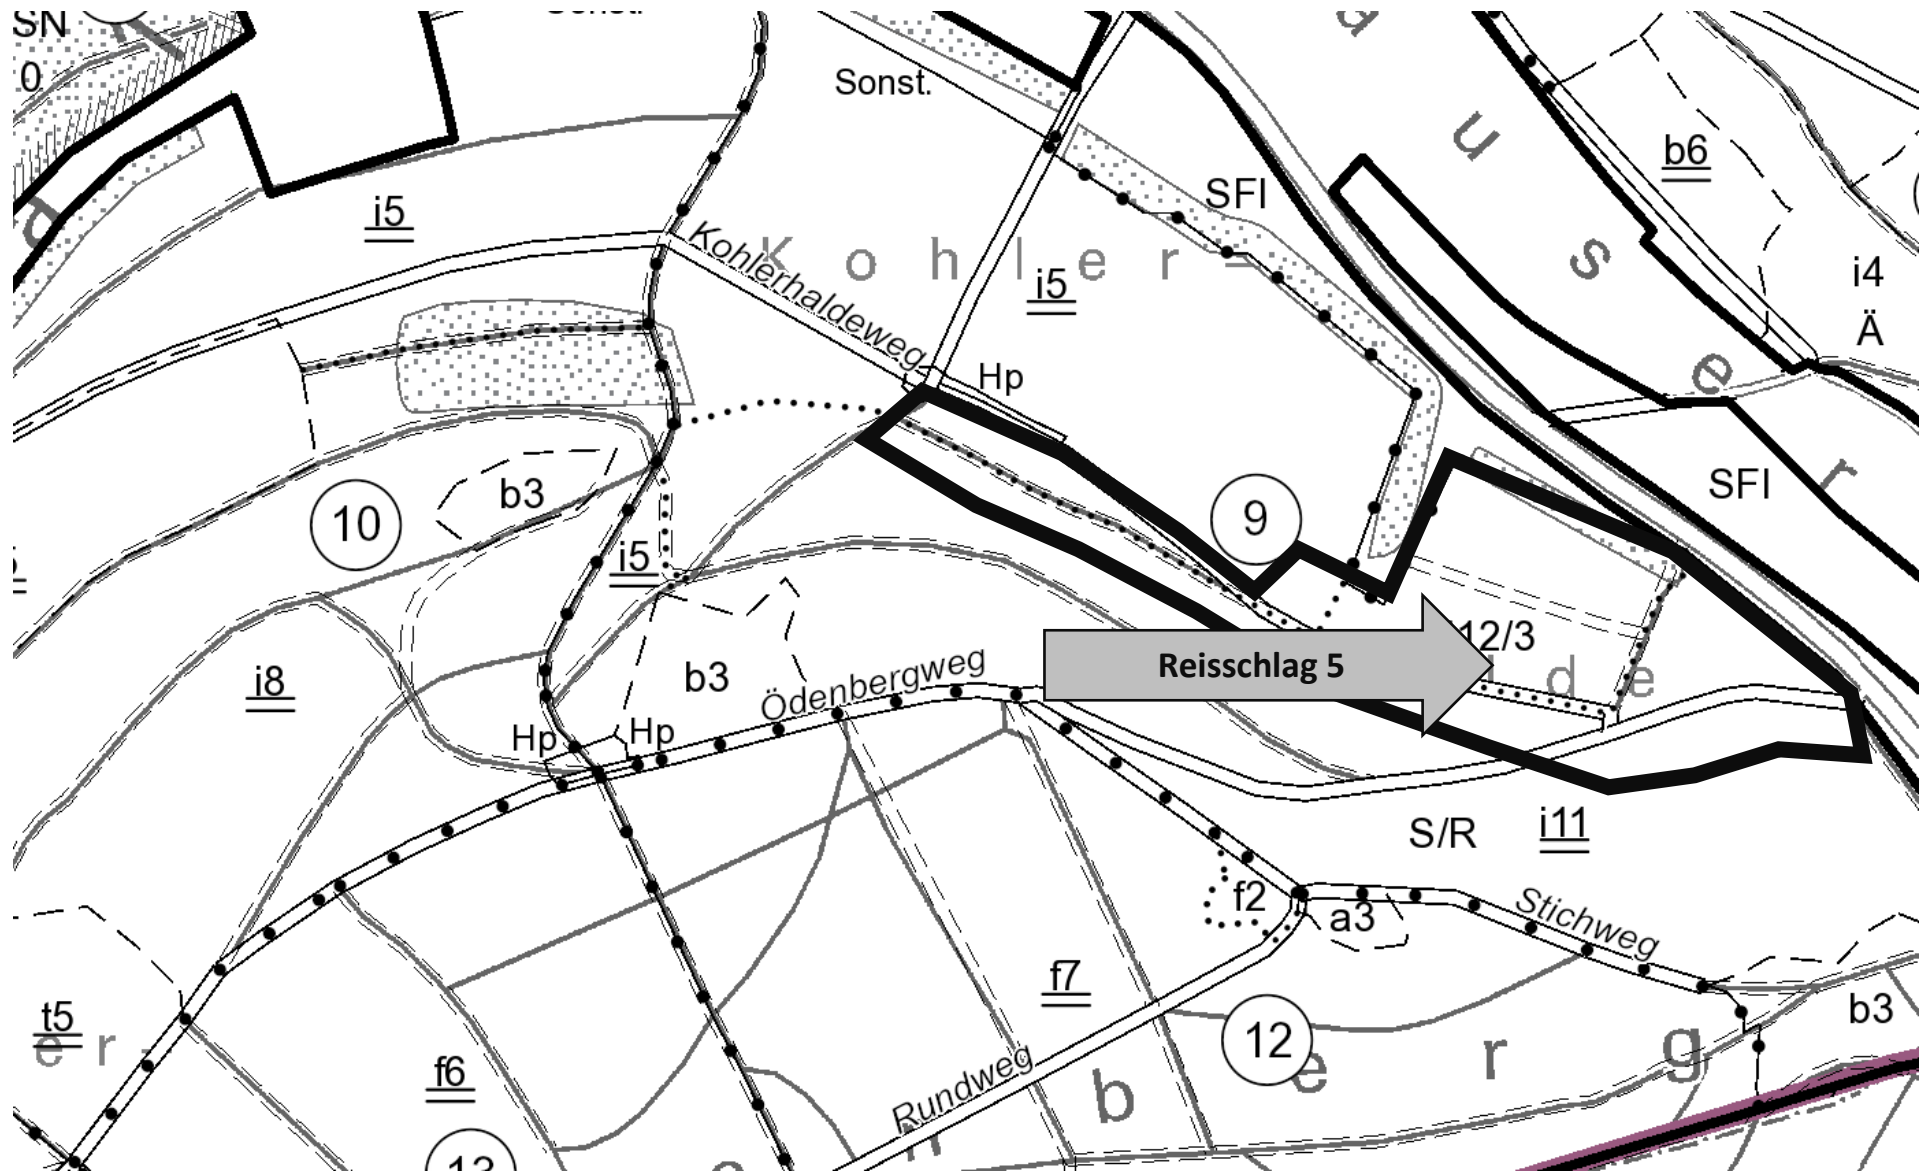 SN
0
Sonst.
SFI
b6
i5
Kohlerhaldeweg
K o h l e r =
i5
i4
Ä
u
s
e
r
Hp
SFI
10
b3
9
i5
12/3
Reisschlag 5
d e
i8
b3
Ödenbergweg
Hp
Hp
S/R
i11
f2
a3
Stichweg
f7
t5
e r -
b3
12
f6
Rundweg
b e r g
13